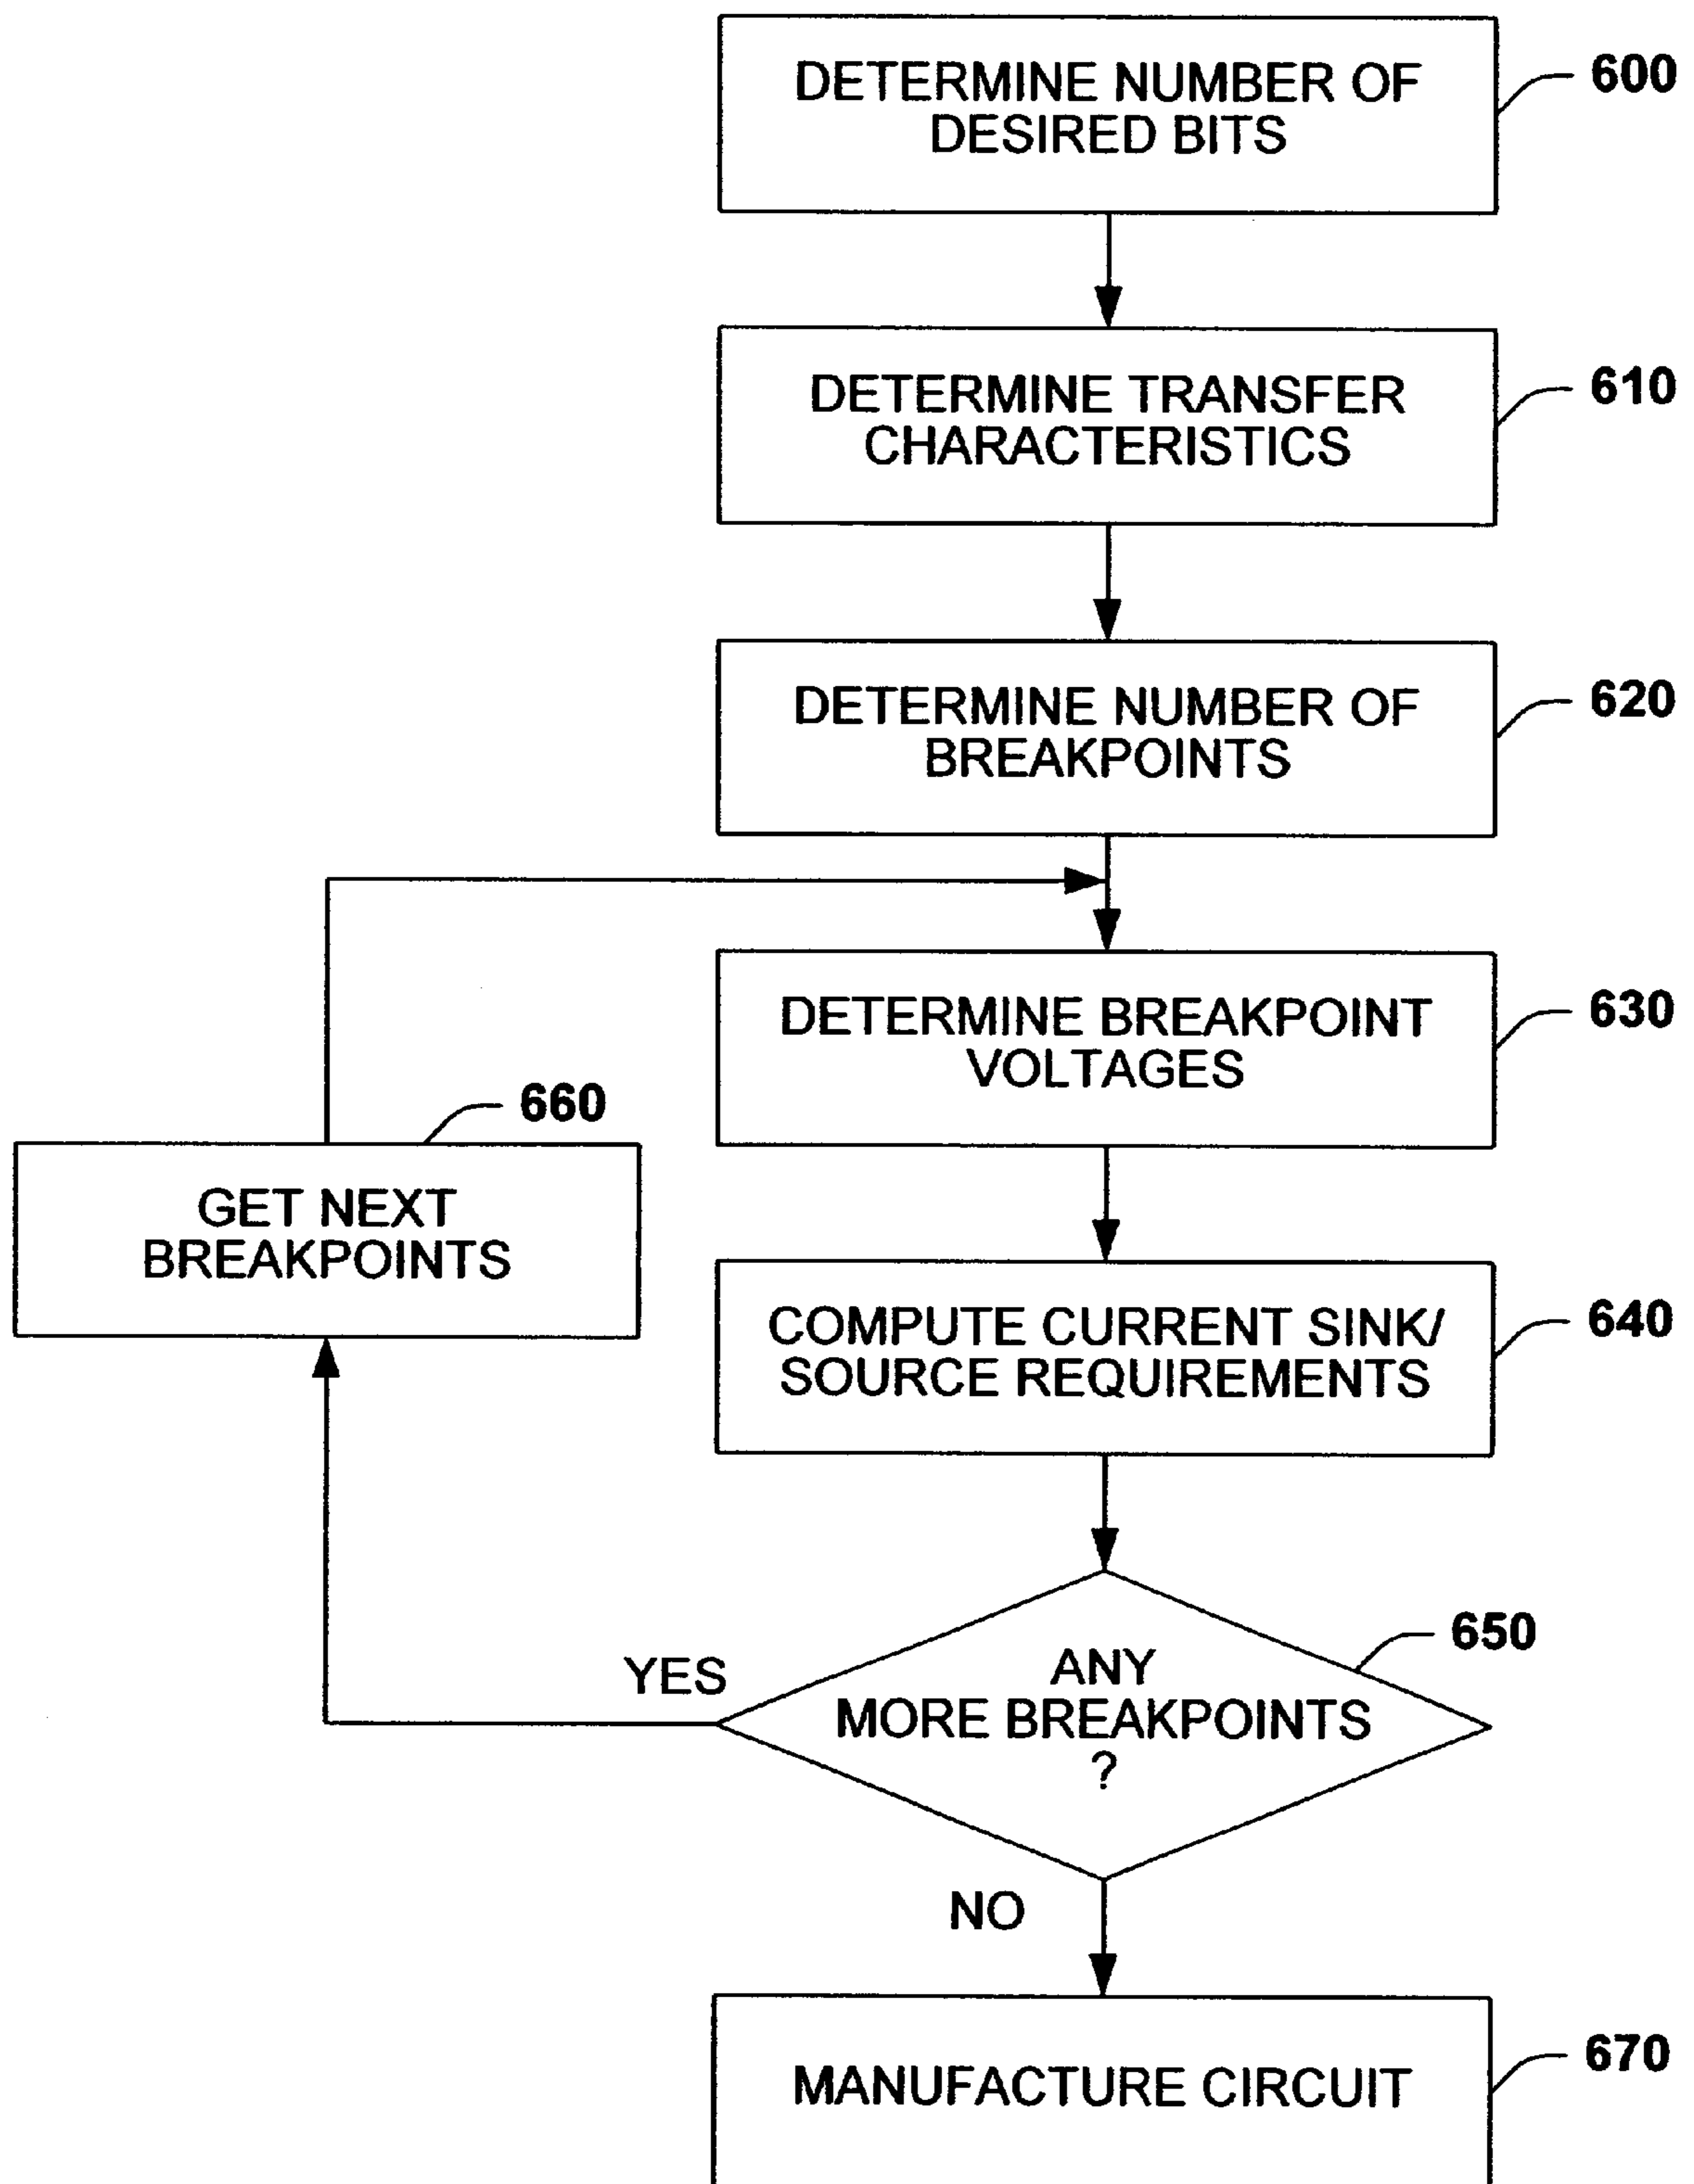 DETERMINE NUMBER OF
DESIRED BITS
600
DETERMINE TRANSFER
CHARACTERISTICS
610
DETERMINE NUMBER OF
BREAKPOINTS
620
DETERMINE BREAKPOINT
VOLTAGES
630
660
GET NEXT
BREAKPOINTS
COMPUTE CURRENT SINK/
SOURCE REQUIREMENTS
640
650
YES
ANY
MORE BREAKPOINTS
?
NO
MANUFACTURE CIRCUIT
670